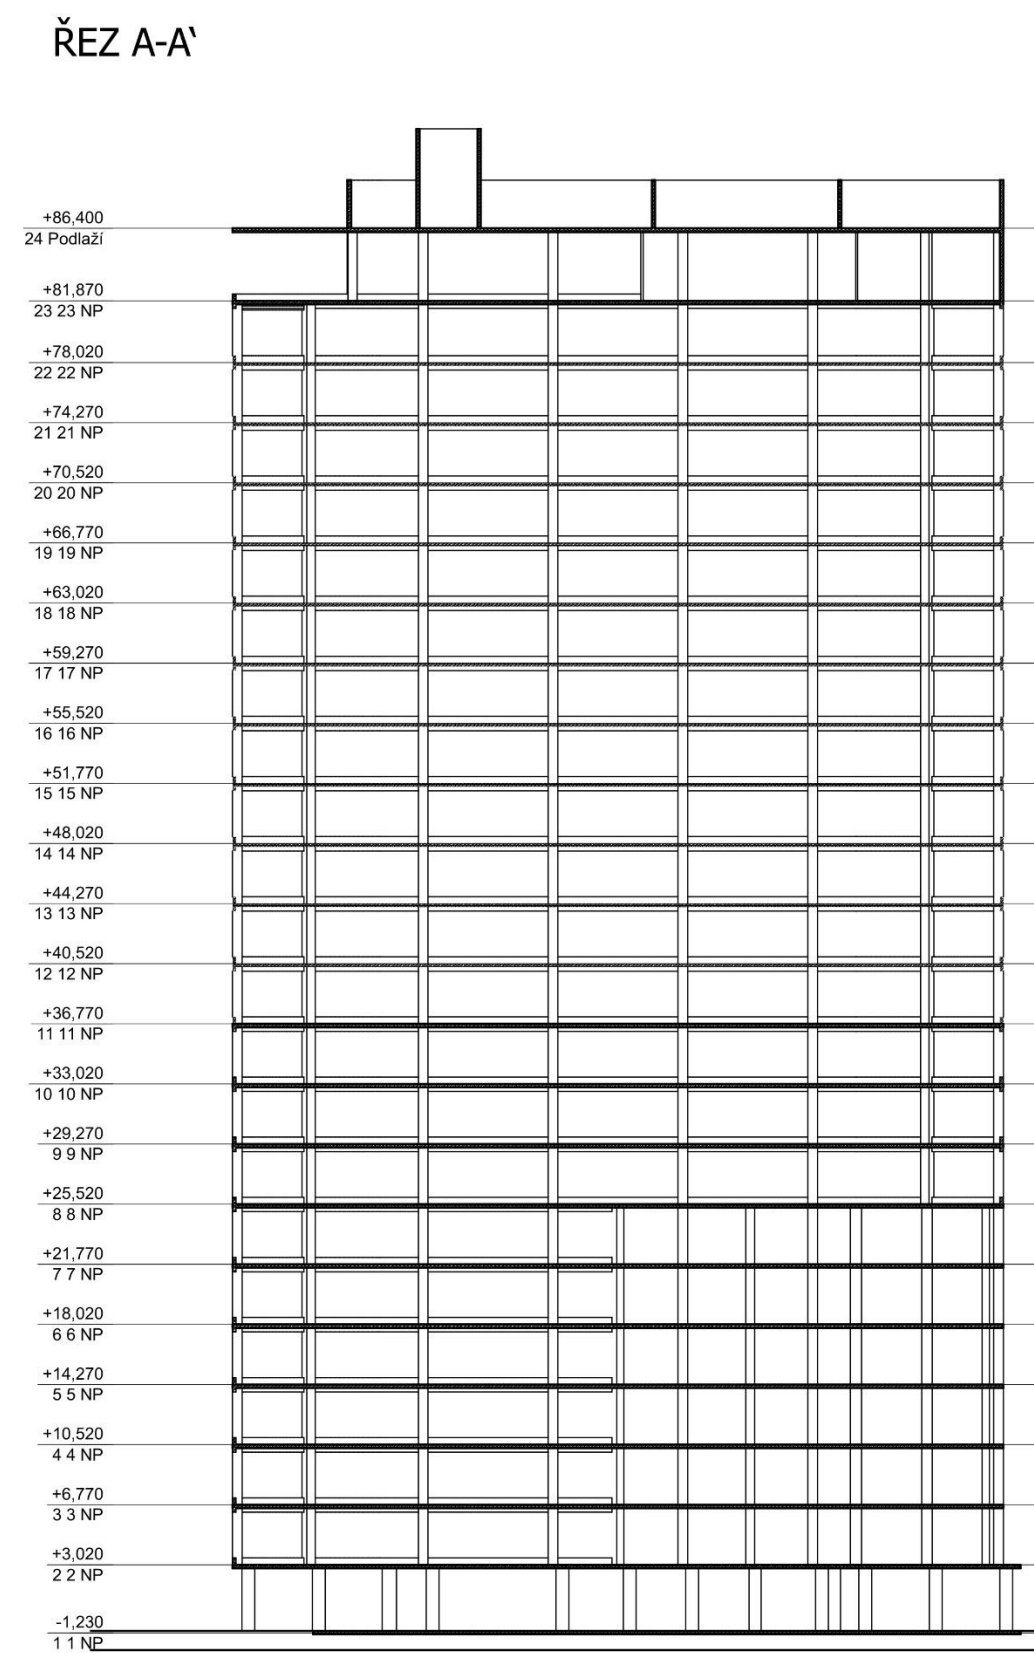 ŘEZ A-A‵
+86,400
24 Podlaží
+81,870
23 23 NP
+78,020
22 22 NP
+74,270
21 21 NP
+70,520
20 20 NP
+66,770
19 19 NP
+63,020
18 18 NP
+59,270
17 17 NP
+55,520
16 16 NP
+51,770
15 15 NP
+48,020
14 14 NP
+44,270
13 13 NP
+40,520
12 12 NP
+36,770
11 11 NP
+33,020
10 10 NP
+29,270
9 9 NP
+25,520
8 8 NP
+21,770
7 7 NP
+18,020
6 6 NP
+14,270
5 5 NP
+10,520
4 4 NP
+6,770
3 3 NP
+3,020
2 2 NP
-1,230
1 1 NP